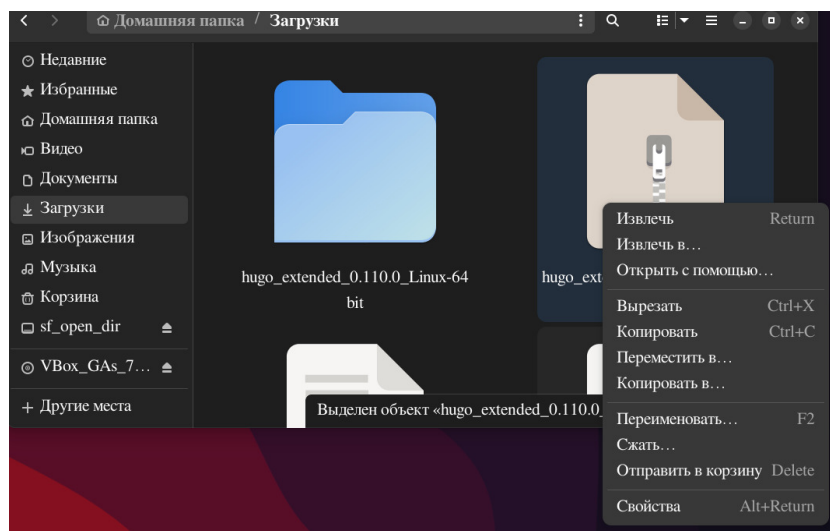 Домашняя папка / Загрузки
Недавние
Избранные
Домашняя папка
Видео
Документы
Загрузки
Изображения
Музыка
Корзина
sf_open_dir
VBox_GAs_7...
+ Другие места
hugo_extended_0.110.0_Linux-64
bit
hugo_ext
Выделен объект «hugo_extended_0.110.0_
Извлечь Return
Извлечь в...
Открыть с помощью...
Вырезать Ctrl+X
Копировать Ctrl+C
Переместить в...
Копировать в...
Переименовать... F2
Сжать...
Отправить в корзину Delete
Свойства Alt+Return